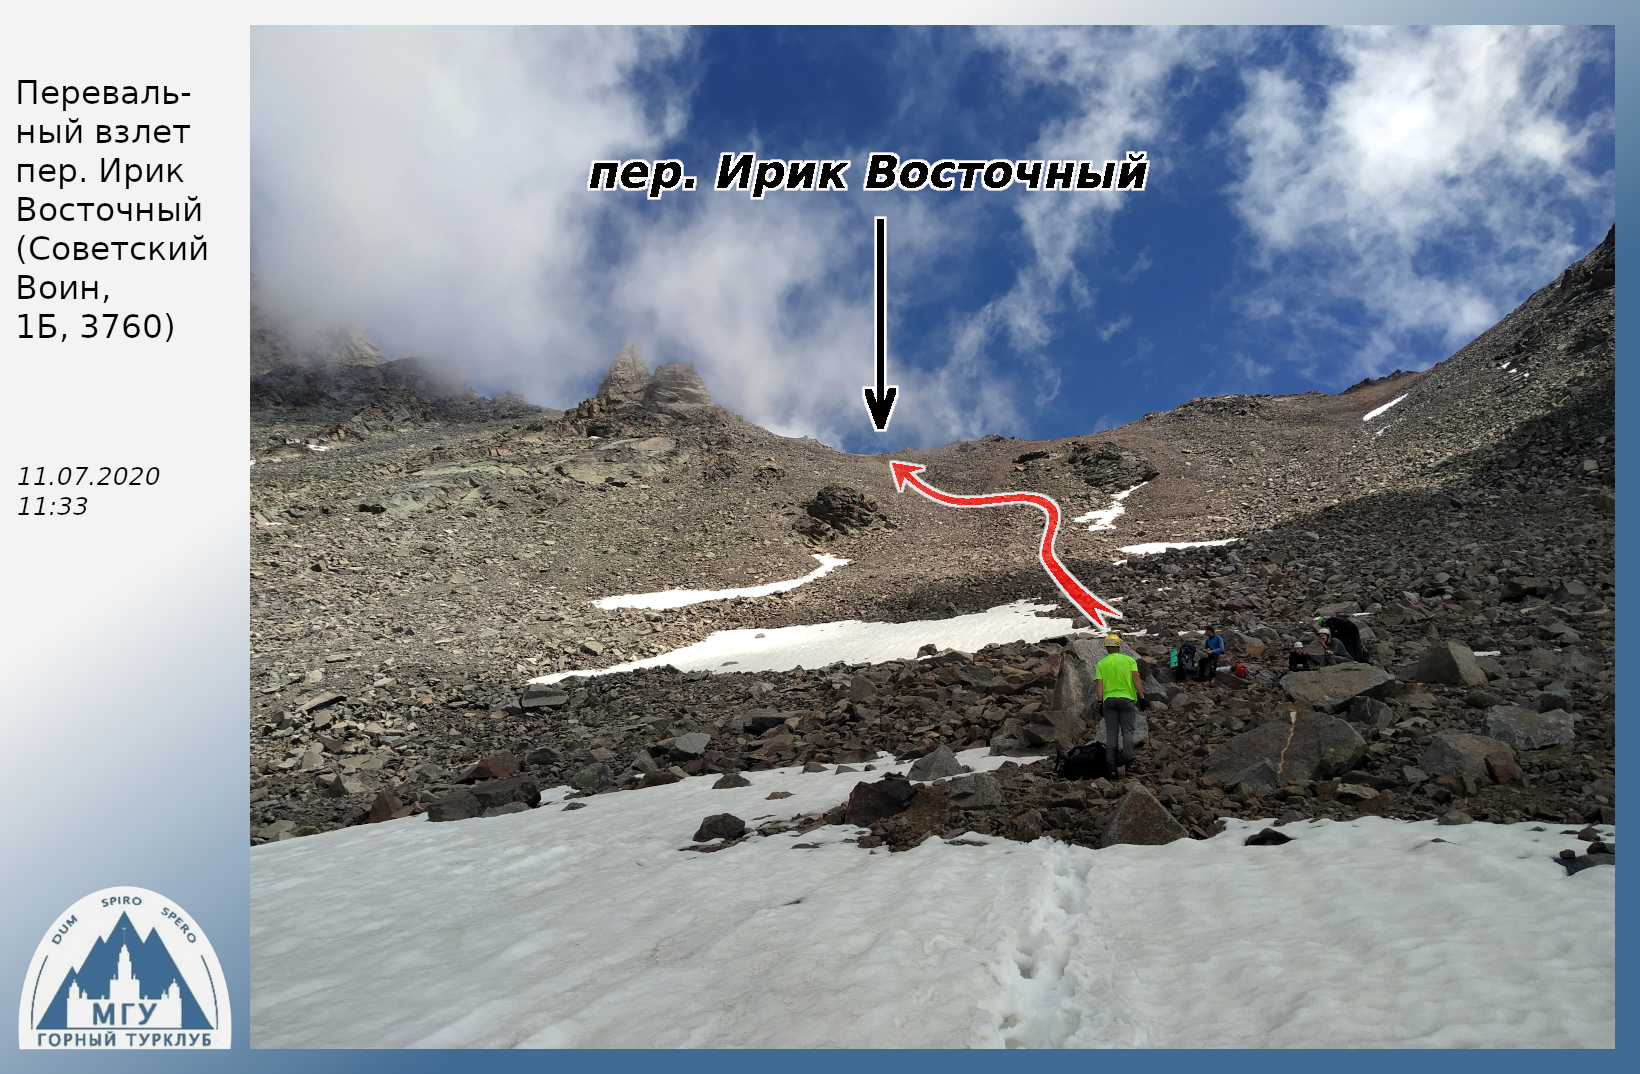 Переваль-
ный взлет
пер. Ирик
Восточный
(Советский
Воин,
1Б, 3760)
11.07.2020
11:33
пер. Ирик Восточный
DUM SPIRO SPERO
МГУ
ГОРНЫЙ ТУРКЛУБ